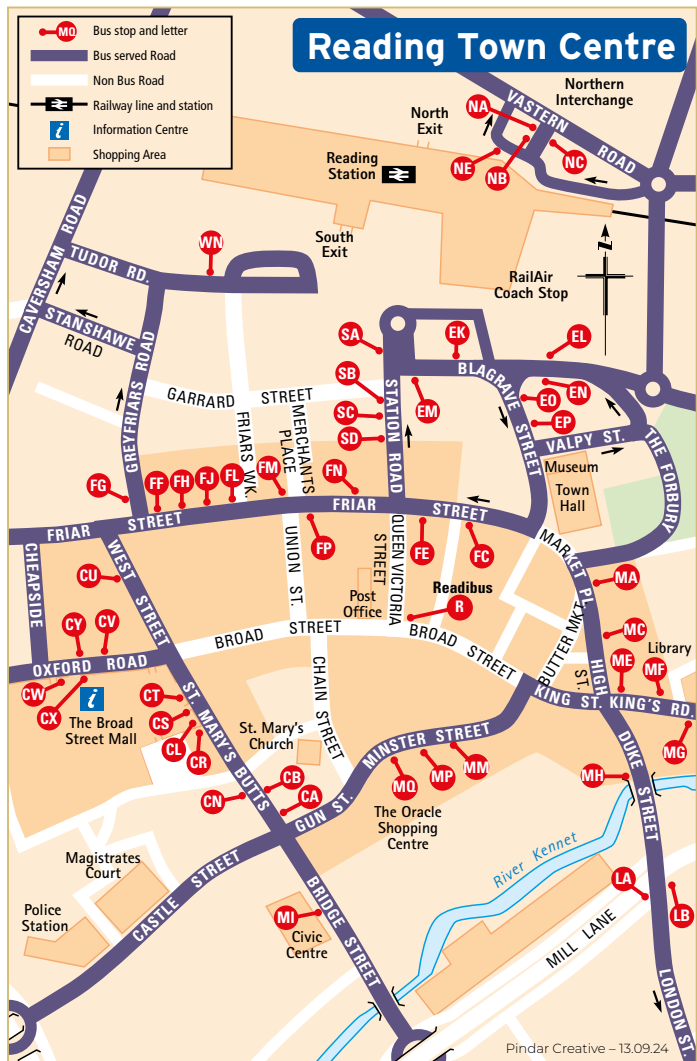 Reading Town Centre
MQ Bus stop and letter
Bus served Road
Non Bus Road
Railway line and station
i Information Centre
Shopping Area
Northern
Interchange
North
Exit
Reading
Station
South
Exit
RailAir
Coach Stop
NA
NB
NC
NE
VASTERN
ROAD
CAVERSHAM ROAD
TUDOR RD.
WN
STANSHAWE
ROAD
GREYFRIARS ROAD
GARRARD STREET
FRIARS WK.
MERCHANTS
PLACE
SA
SB
SC
SD
STATION ROAD
EK
EL
EM
EN
EO
EP
BLAGRAVE STREET
VALPY ST.
THE FORBURY
Museum
Town
Hall
FG
FF
FH
FJ
FL
FM
FN
FP
FE
FC
FRIAR STREET
FRIAR STREET
CHEAPSIDE
WEST STREET
CU
UNION ST.
QUEEN VICTORIA
STREET
Post
Office
Readibus
R
MARKET PL.
BUTTER MKT.
HIGH
ST.
MA
MC
ME
MF
Library
MG
MH
CY
CV
OXFORD ROAD
CW
CX
i
The Broad
Street Mall
BROAD STREET
BROAD STREET
CHAIN STREET
CT
CS
CL
CR
ST. MARY'S BUTTS
St. Mary's
Church
CN
CB
CA
GUN ST.
MINSTER STREET
MQ
MP
MM
The Oracle
Shopping
Centre
KING ST.
KING'S RD.
DUKE STREET
River Kennet
Magistrates
Court
Police
Station
CASTLE STREET
MI
Civic
Centre
BRIDGE STREET
LA
LB
MILL LANE
LONDON ST.
Pindar Creative – 13.09.24